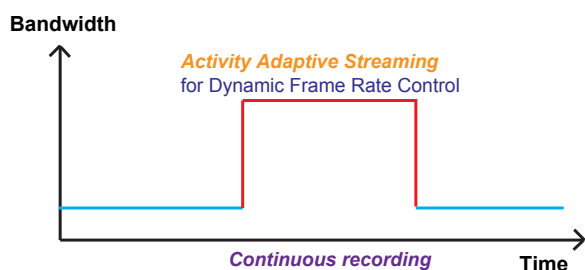 Bandwidth
Activity Adaptive Streaming
for Dynamic Frame Rate Control
Continuous recording
Time